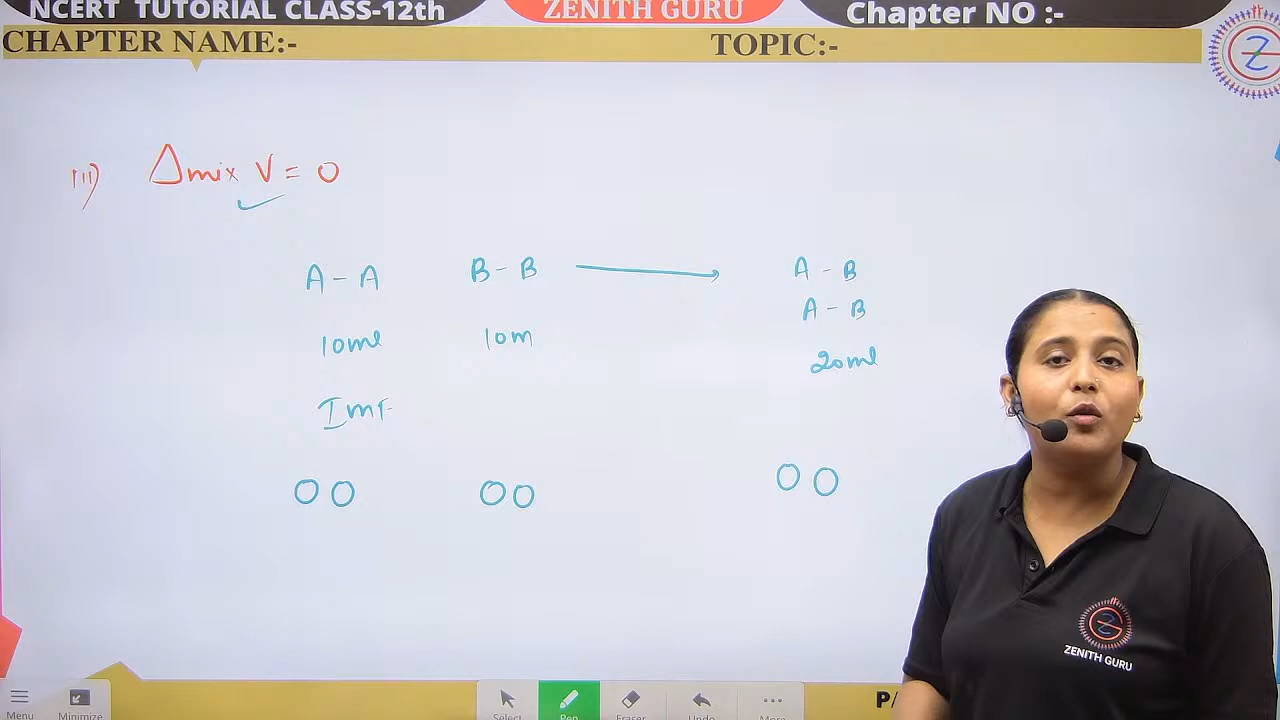 NCERT TUTORIAL CLASS-12th
ZENITH GURU
Chapter NO :-
CHAPTER NAME:-
TOPIC:-
III) Δmix V = 0
A - A B - B → A - B
A - B
10ml 10m 20ml
IMF
ZENITH GURU
Menu Minimize Select Pen Eraser Undo More